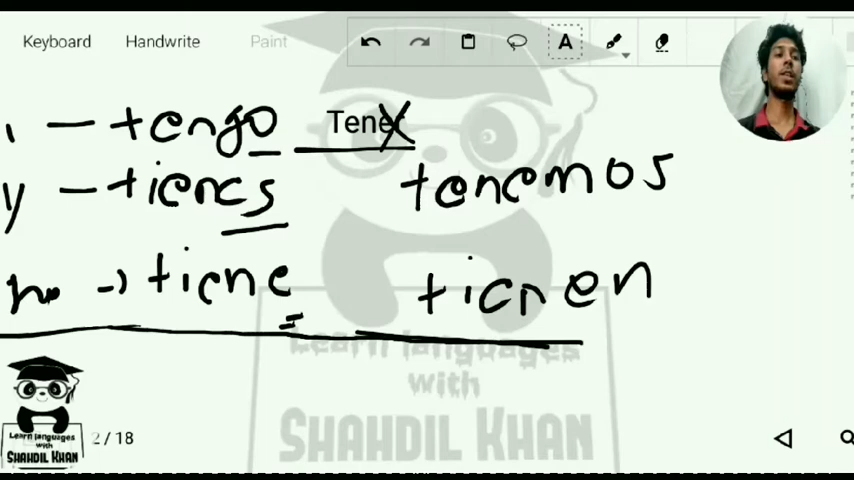 Keyboard Handwrite Paint A
— tengo Tener
y — tienes tenemos
tiene tienen
Learn languages
with
SHAHDIL KHAN
Learn languages
with
SHAHDIL KHAN
2 / 18